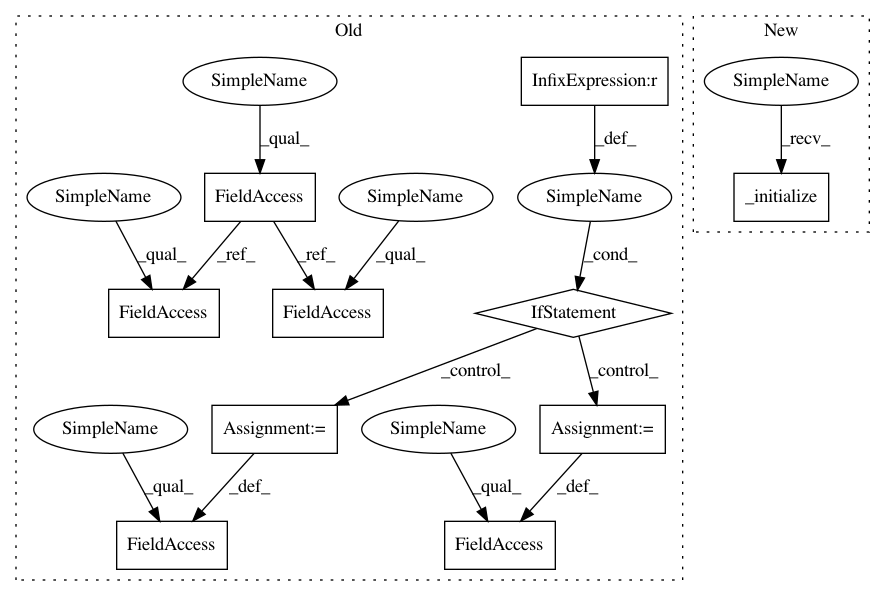 Old
New
SimpleName
InfixExpression:r
SimpleName
_qual_
_def_
_recv_
SimpleName
FieldAccess
SimpleName
SimpleName
_initialize
_qual_
_ref_
_ref_
_qual_
_cond_
FieldAccess
FieldAccess
IfStatement
_control_
_control_
SimpleName
Assignment:=
SimpleName
Assignment:=
_qual_
_def_
_qual_
_def_
FieldAccess
FieldAccess